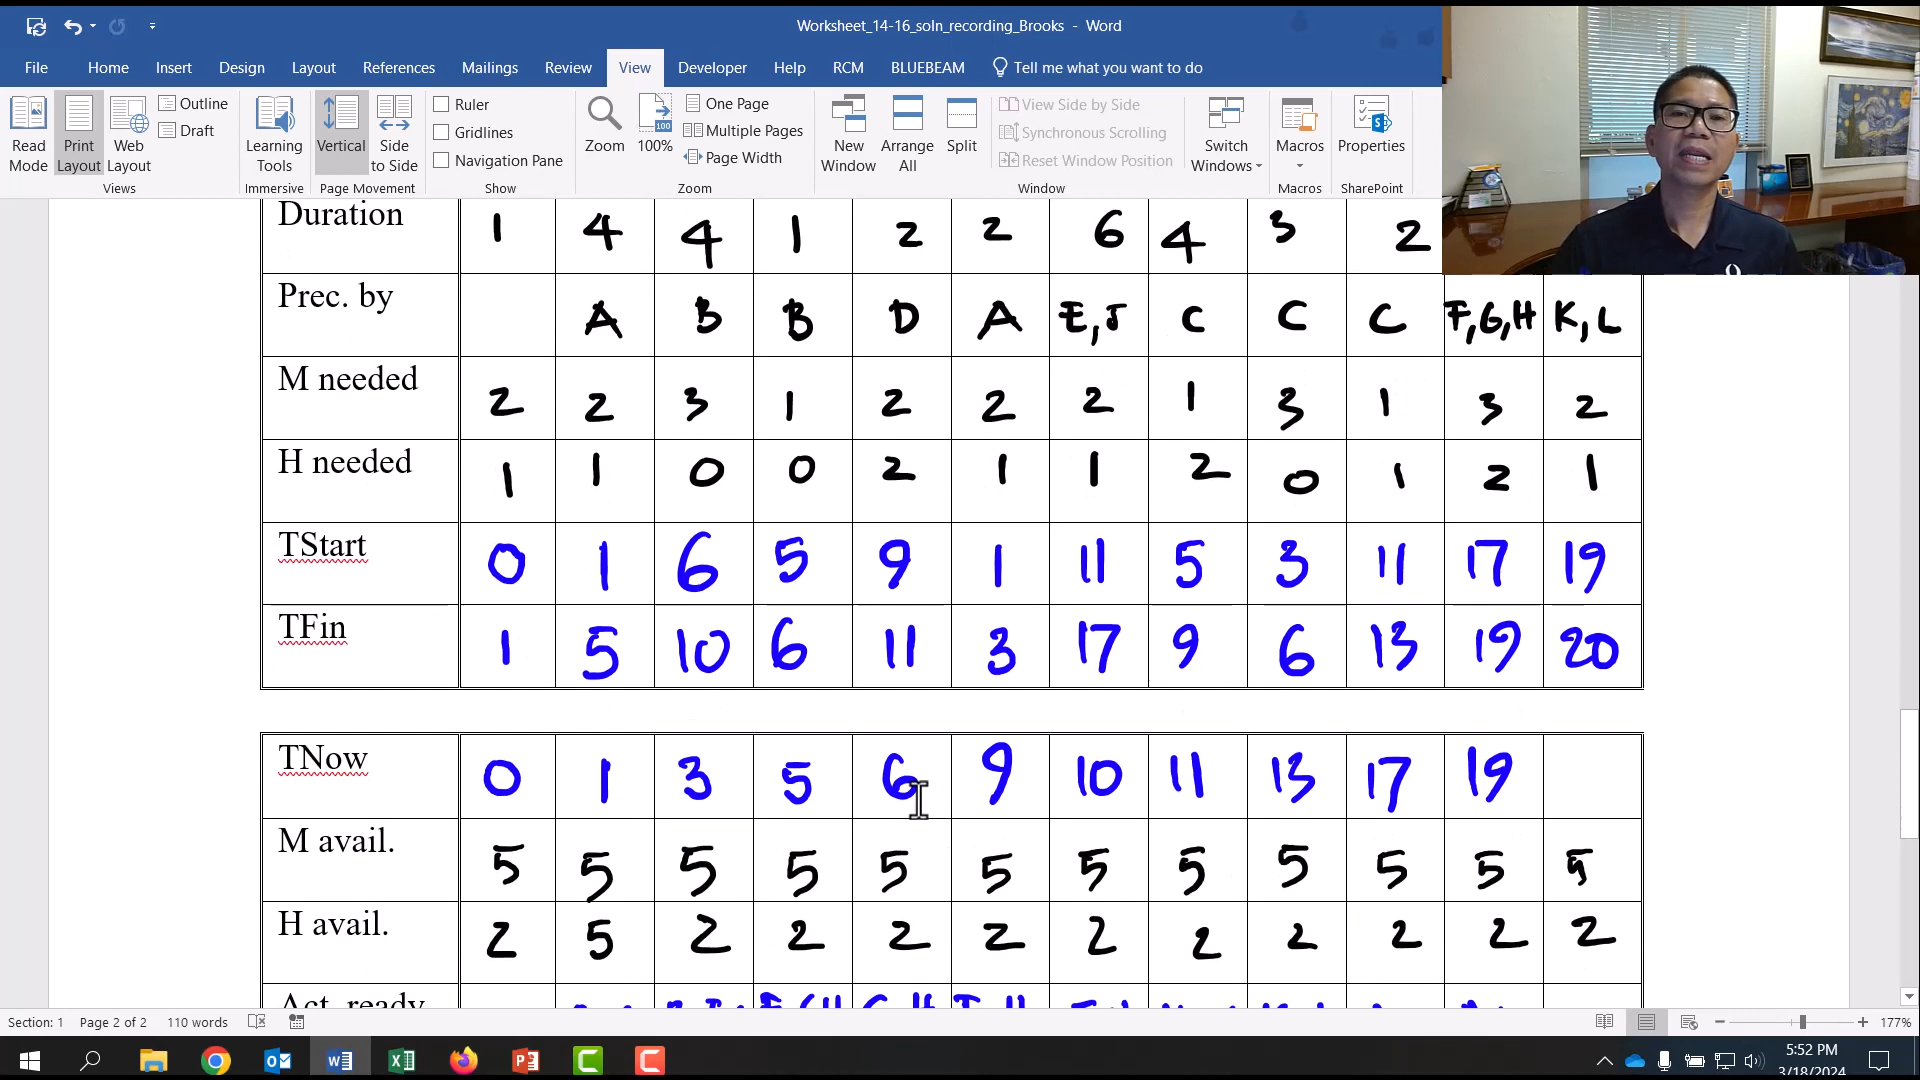 Worksheet_14-16_soln_recording_Brooks - Word
File Home Insert Design Layout References Mailings Review View Developer Help RCM BLUEBEAM Tell me what you want to do
Read Mode
Print Layout
Web Layout
Outline
Draft
Views
Learning Tools
Immersive
Vertical
Side to Side
Page Movement
Ruler
Gridlines
Navigation Pane
Show
Zoom
100
100%
One Page
Multiple Pages
Page Width
Zoom
New Window
Arrange All
Split
View Side by Side
Synchronous Scrolling
Reset Window Position
Switch Windows
Window
Macros
Macros
Properties
SharePoint
Duration 1 4 4 1 2 2 6 4 3 2
Prec. by A B B D A E,J C C C F,G,H K,L
M needed 2 2 3 1 2 2 2 1 3 1 3 2
H needed 1 1 0 0 2 1 1 2 0 1 2 1
TStart 0 1 6 5 9 1 11 5 3 11 17 19
TFin 1 5 10 6 11 3 17 9 6 13 19 20
TNow 0 1 3 5 6 9 10 11 13 17 19
M avail. 5 5 5 5 5 5 5 5 5 5 5 5
H avail. 2 5 2 2 2 2 2 2 2 2 2 2
Act. ready
Section: 1 Page 2 of 2 110 words 177%
5:52 PM
3/18/2024